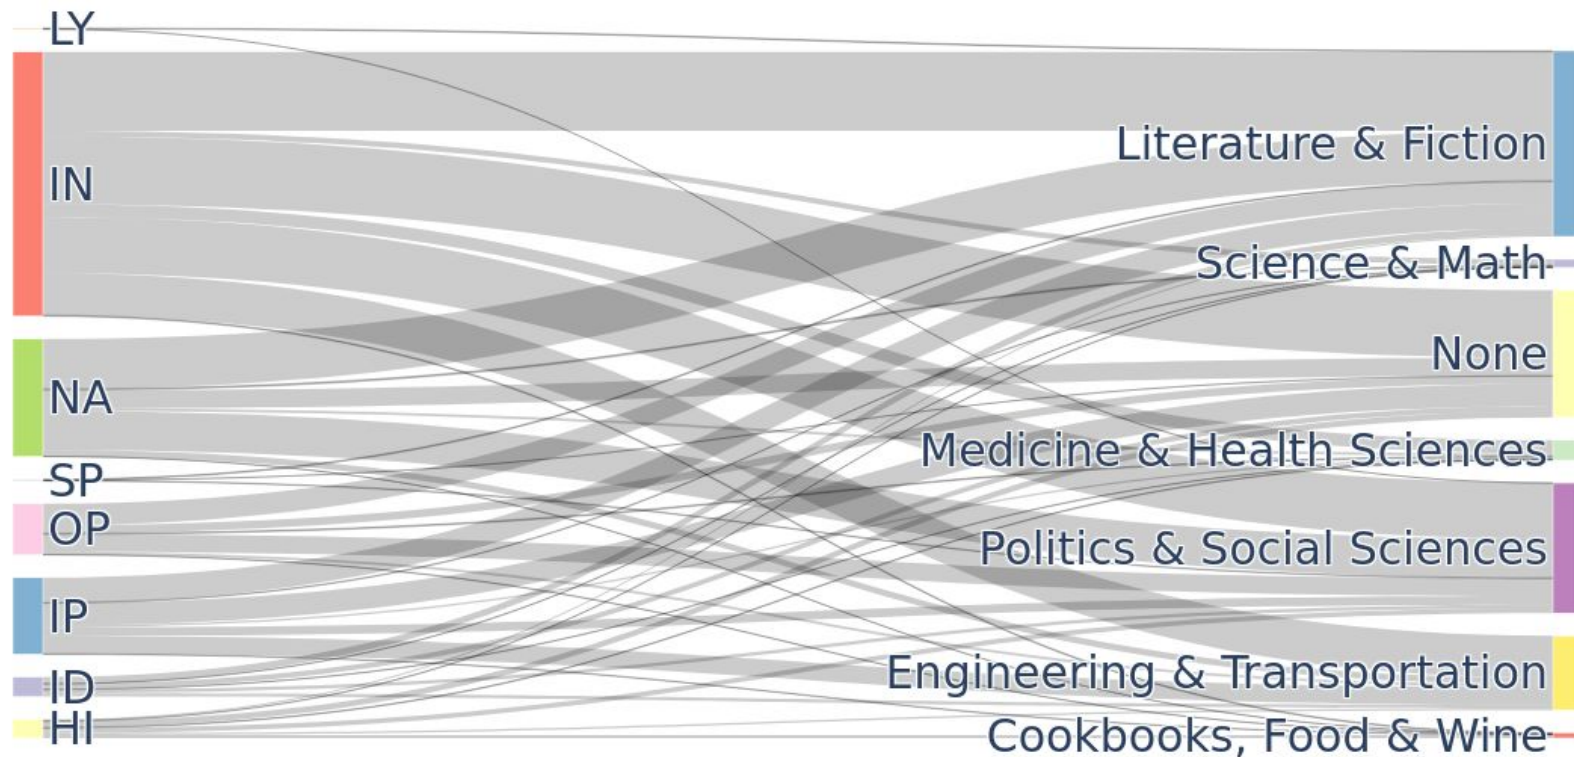 LY
IN
NA
SP
OP
IP
ID
HI
Literature & Fiction
Science & Math
None
Medicine & Health Sciences
Politics & Social Sciences
Engineering & Transportation
Cookbooks, Food & Wine